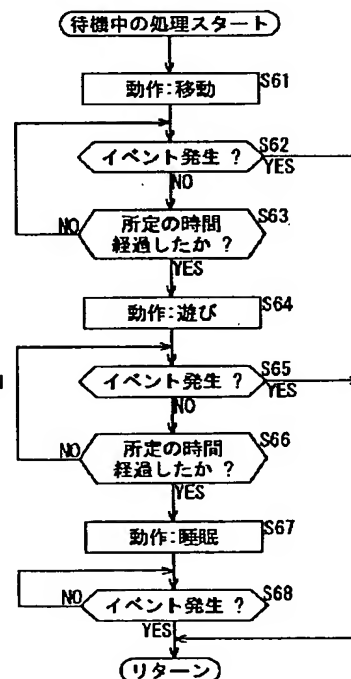 待機中の処理スタート
動作:移動
S61
イベント発生 ?
S62
YES
NO
所定の時間
経過したか ?
S63
NO
YES
動作:遊び
S64
イベント発生 ?
S65
YES
NO
所定の時間
経過したか ?
S66
NO
YES
動作:睡眠
S67
イベント発生 ?
S68
NO
YES
リターン